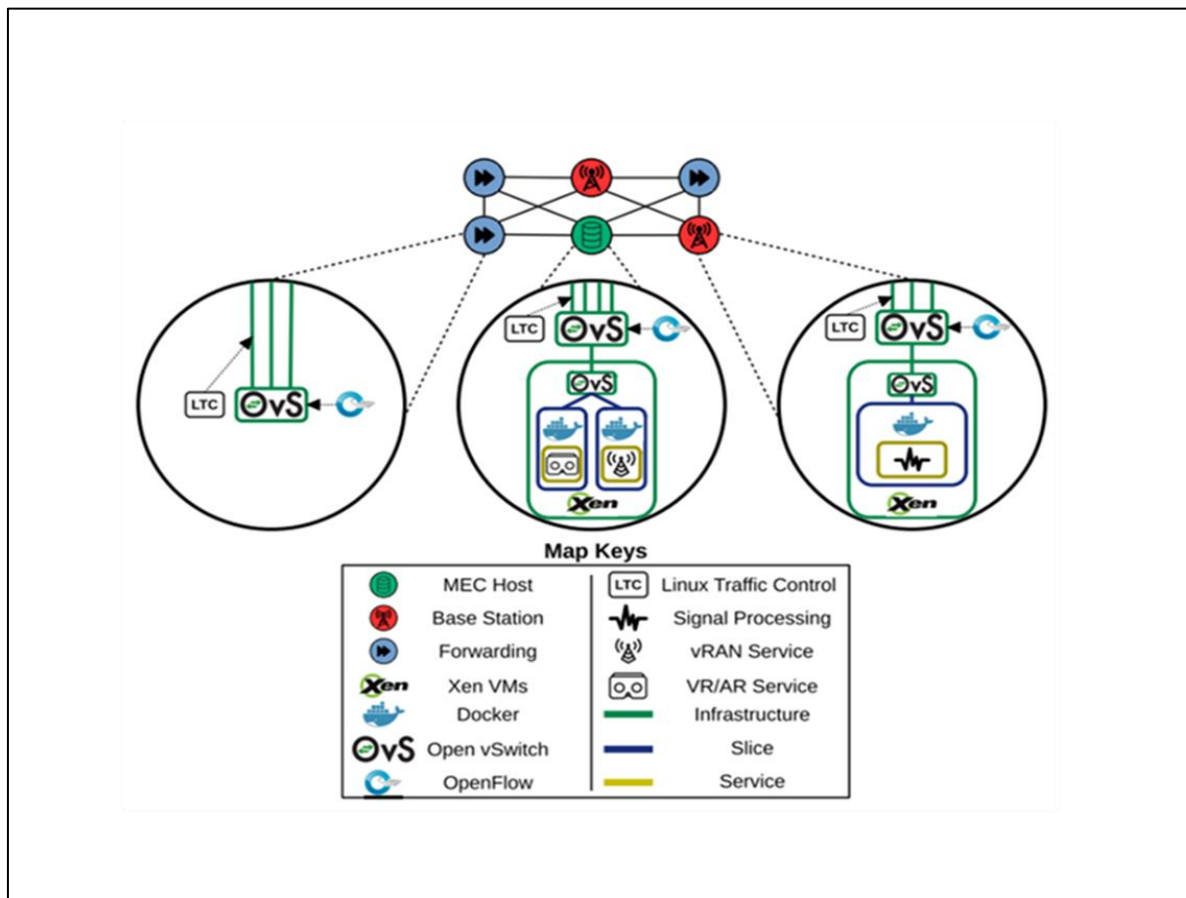 LTC
OvS
LTC
OvS
OvS
Xen
LTC
OvS
OvS
Xen
Map Keys
MEC Host
LTC Linux Traffic Control
Base Station
Signal Processing
Forwarding
vRAN Service
Xen Xen VMs
VR/AR Service
Docker
Infrastructure
OvS Open vSwitch
Slice
OpenFlow
Service